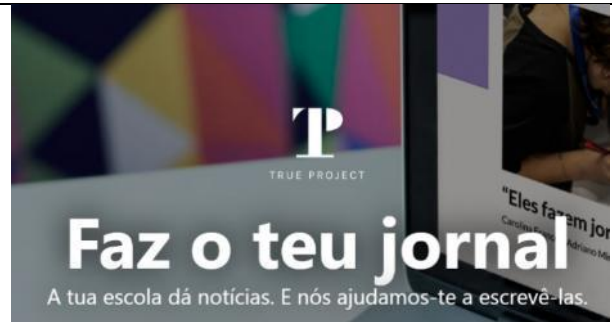 TP
TRUE PROJECT
"Eles fazem jor
Faz o teu jornal
A tua escola dá notícias. E nós ajudamos-te a escrevê-las.